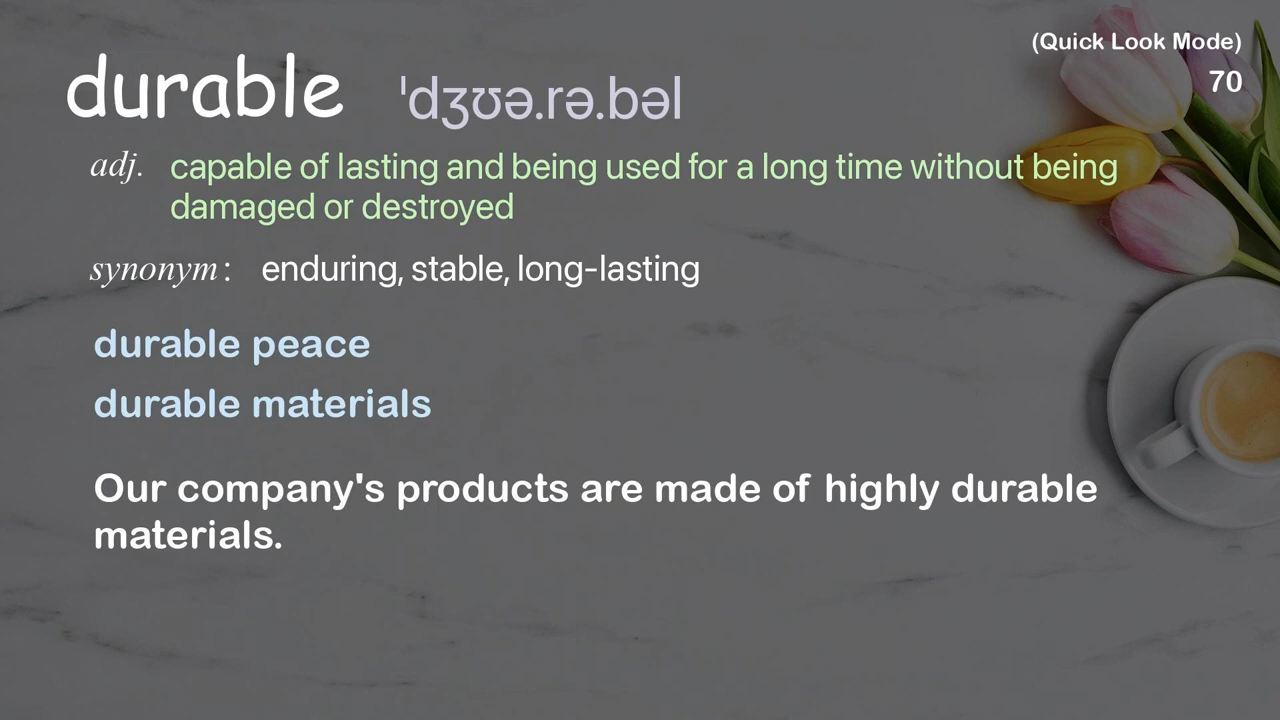 (Quick Look Mode)
70
durable ˈdʒʊə.rə.bəl
adj. capable of lasting and being used for a long time without being
damaged or destroyed
synonym: enduring, stable, long-lasting
durable peace
durable materials
Our company's products are made of highly durable
materials.